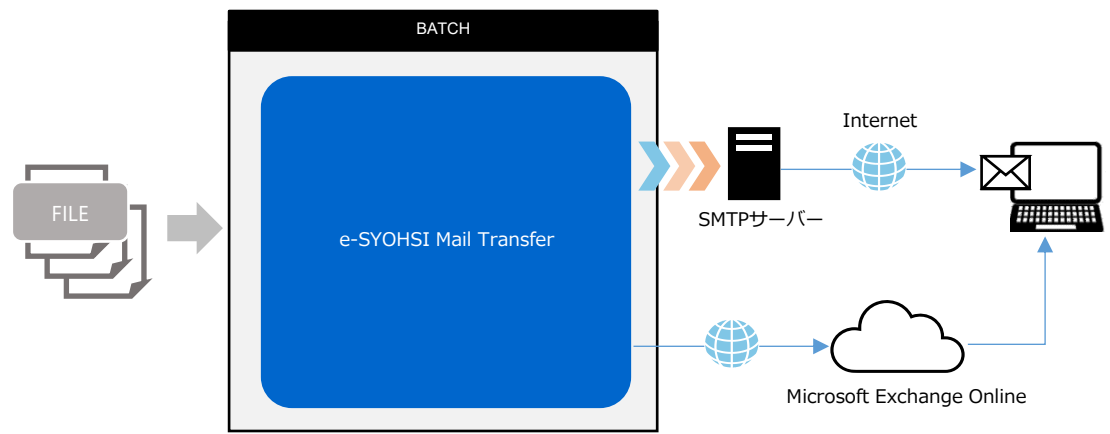 BATCH
FILE
e-SYOHSI Mail Transfer
Internet
SMTPサーバー
Microsoft Exchange Online